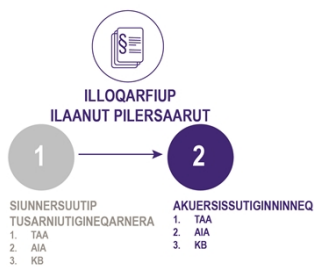 §
ILLOQARFIUP
ILAANUT PILERSAARUT
1
2
SIUNNERSUUTIP
TUSARNIUTIGINEQARNERA
1. TAA
2. AIA
3. KB
AKUERSISSUTIGINNINNEQ
1. TAA
2. AIA
3. KB